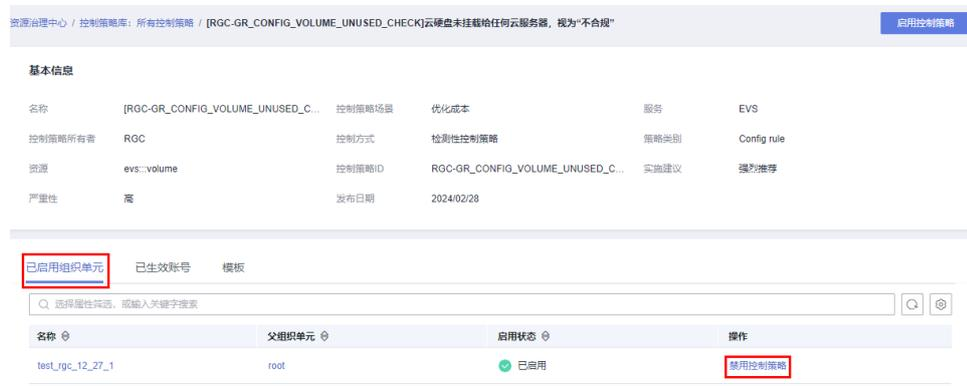 资源治理中心 / 控制策略库：所有控制策略 / [RGC-GR_CONFIG_VOLUME_UNUSED_CHECK]云硬盘未挂载给任何云服务器，视为“不合规” 启用控制策略
基本信息
名称 [RGC-GR_CONFIG_VOLUME_UNUSED_C... 控制策略场景 优化成本 服务 EVS
控制策略所有者 RGC 控制方式 检测性控制策略 策略类别 Config rule
资源 evs:::volume 控制策略ID RGC-GR_CONFIG_VOLUME_UNUSED_C... 实施建议 强烈推荐
严重性 高 发布日期 2024/02/28
已启用组织单元 已生效账号 模板
选择属性筛选，或输入关键字搜索
名称 父组织单元 启用状态 操作
test_rgc_12_27_1 root 已启用 禁用控制策略